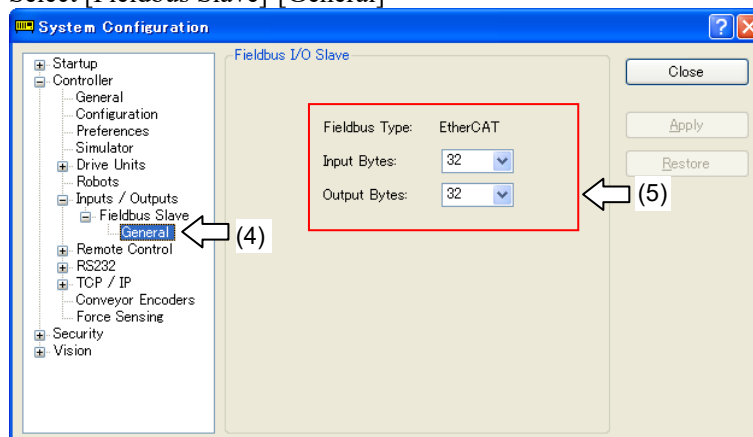 Select [Fieldbus Slave]-[General]
System Configuration
Startup
Controller
General
Configuration
Preferences
Simulator
Drive Units
Robots
Inputs / Outputs
Fieldbus Slave
General
Remote Control
RS232
TCP / IP
Conveyor Encoders
Force Sensing
Security
Vision
(4)
Fieldbus I/O Slave
Fieldbus Type: EtherCAT
Input Bytes: 32
Output Bytes: 32
(5)
Close
Apply
Restore